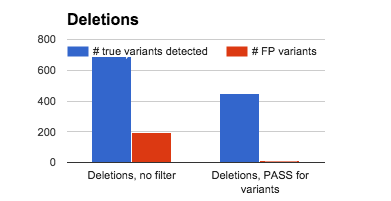 Deletions
800
# true variants detected # FP variants
600
400
200
0
Deletions, no filter Deletions, PASS for
variants